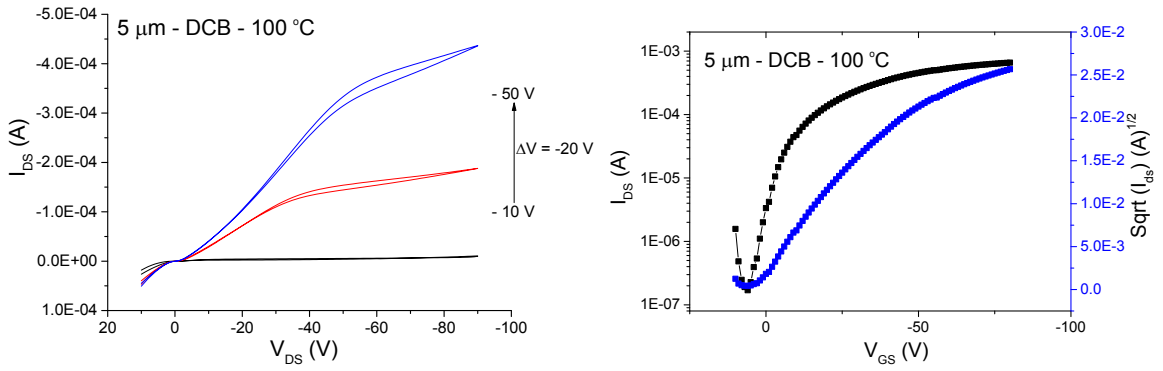 5 μm - DCB - 100 °C
-5.0E-04
-4.0E-04
-3.0E-04
-2.0E-04
-1.0E-04
0.0E+00
1.0E-04
I_DS (A)
20 0 -20 -40 -60 -80 -100
V_DS (V)
- 50 V
ΔV = -20 V
- 10 V
5 μm - DCB - 100 °C
1E-03
1E-04
1E-05
1E-06
1E-07
I_DS (A)
0 -50 -100
V_GS (V)
3.0E-2
2.5E-2
2.0E-2
1.5E-2
1.0E-2
5.0E-3
0.0
Sqrt (I_ds) (A)^1/2